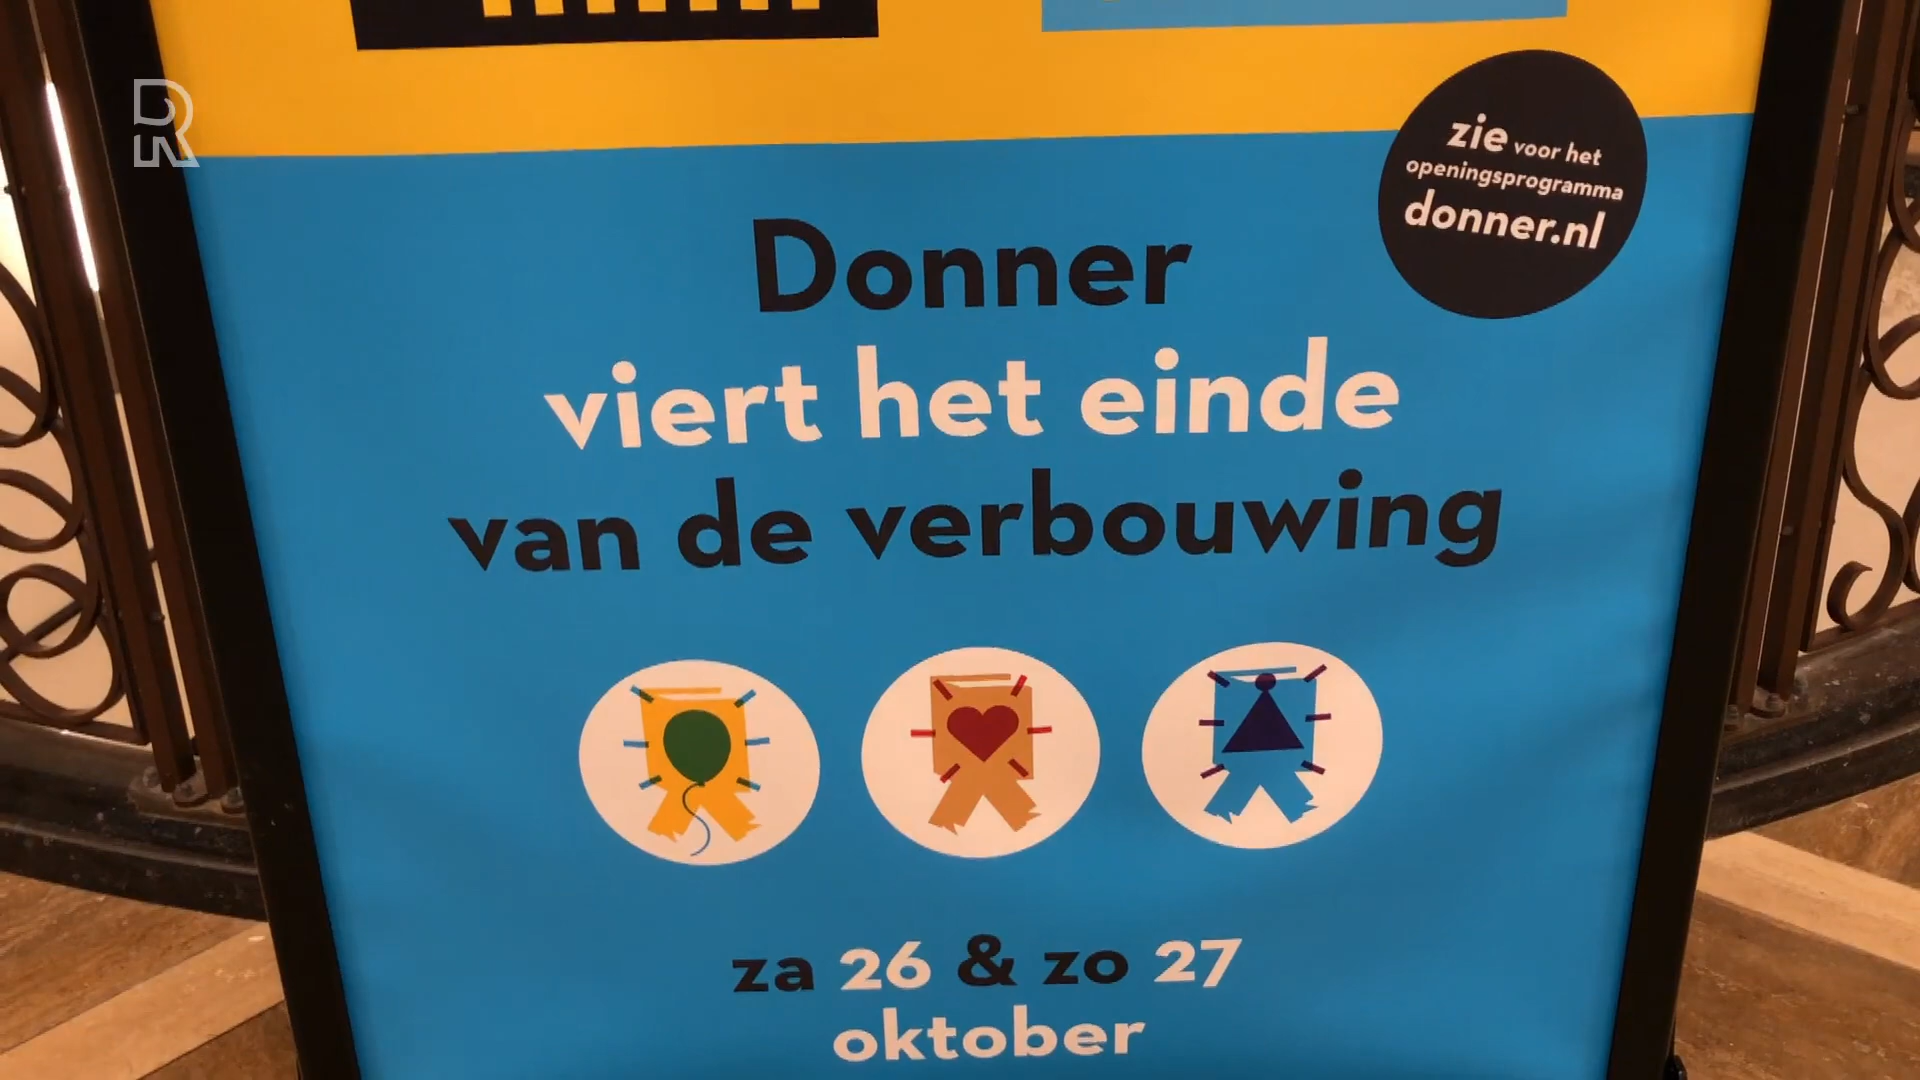 zie voor het
openingsprogramma
donner.nl
Donner
viert het einde
van de verbouwing
za 26 & zo 27
oktober